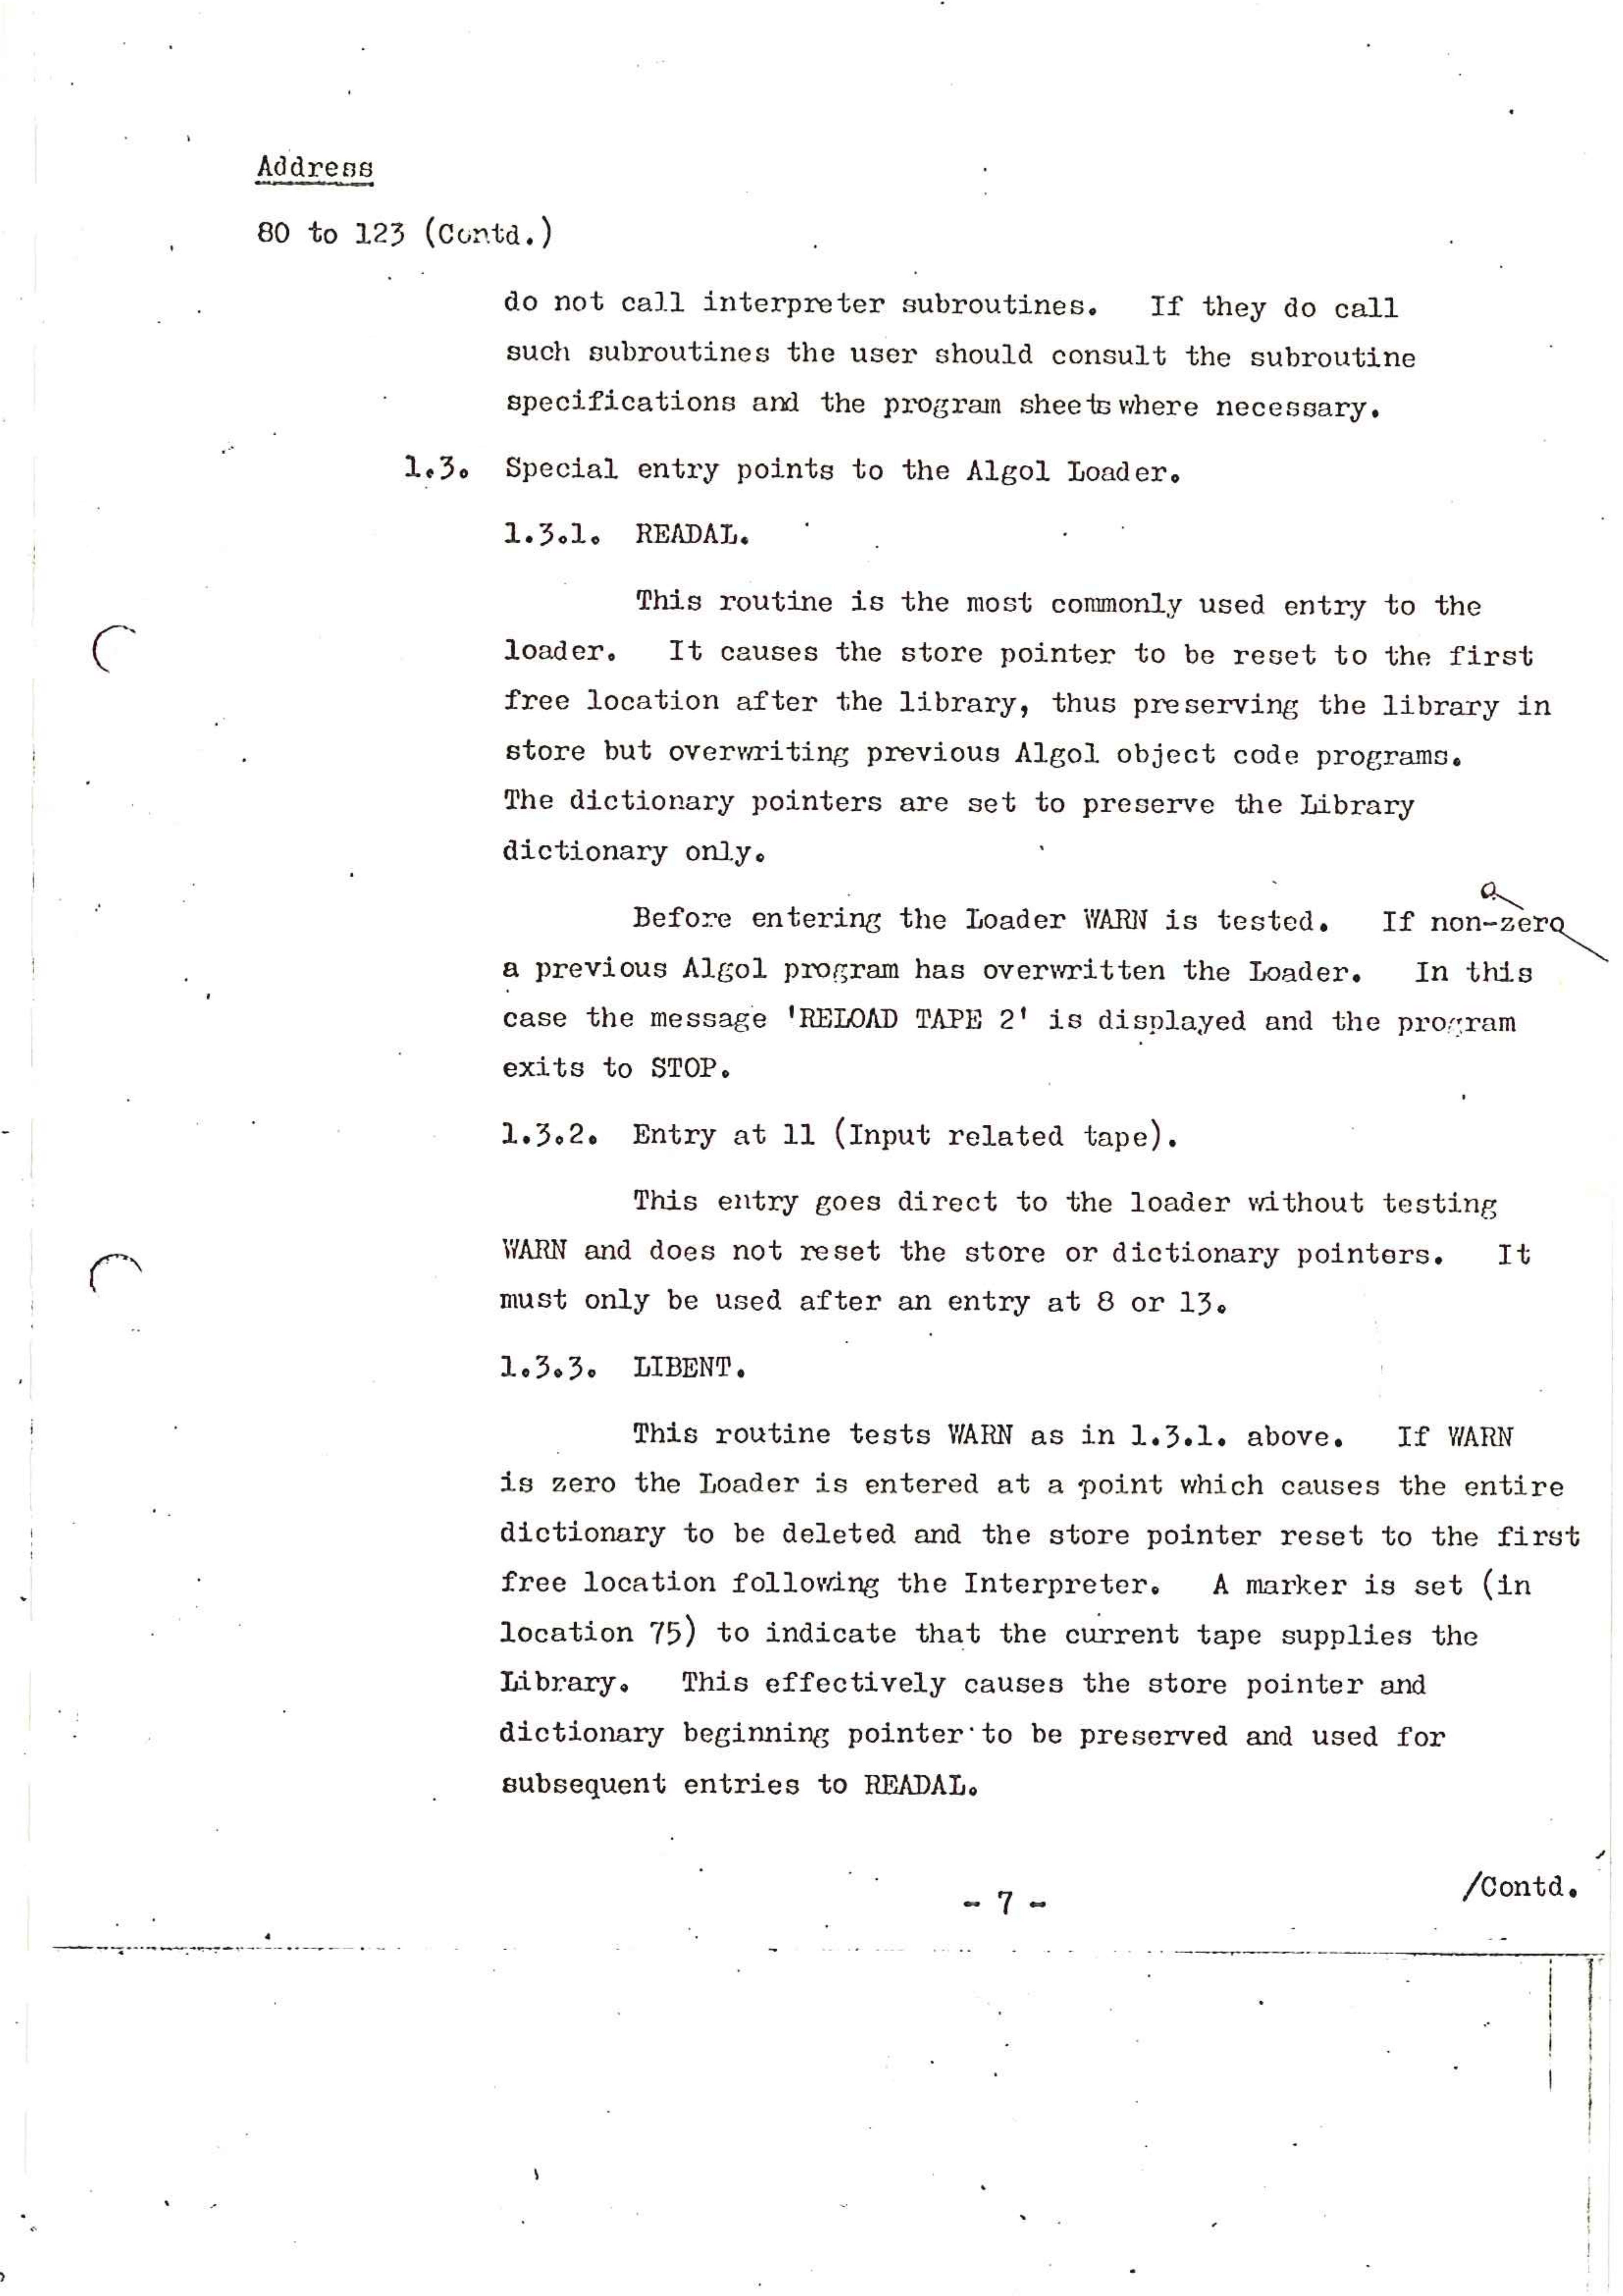 Address
80 to 123 (Contd.)
do not call interpreter subroutines. If they do call
such subroutines the user should consult the subroutine
specifications and the program sheets where necessary.
1.3. Special entry points to the Algol Loader.
1.3.1. READAL.
This routine is the most commonly used entry to the
loader. It causes the store pointer to be reset to the first
free location after the library, thus preserving the library in
store but overwriting previous Algol object code programs.
The dictionary pointers are set to preserve the Library
dictionary only.
Before entering the Loader WARN is tested. If non-zero
a previous Algol program has overwritten the Loader. In this
case the message 'RELOAD TAPE 2' is displayed and the program
exits to STOP.
1.3.2. Entry at 11 (Input related tape).
This entry goes direct to the loader without testing
WARN and does not reset the store or dictionary pointers. It
must only be used after an entry at 8 or 13.
1.3.3. LIBENT.
This routine tests WARN as in 1.3.1. above. If WARN
is zero the Loader is entered at a point which causes the entire
dictionary to be deleted and the store pointer reset to the first
free location following the Interpreter. A marker is set (in
location 75) to indicate that the current tape supplies the
Library. This effectively causes the store pointer and
dictionary beginning pointer to be preserved and used for
subsequent entries to READAL.
/Contd.
- 7 -